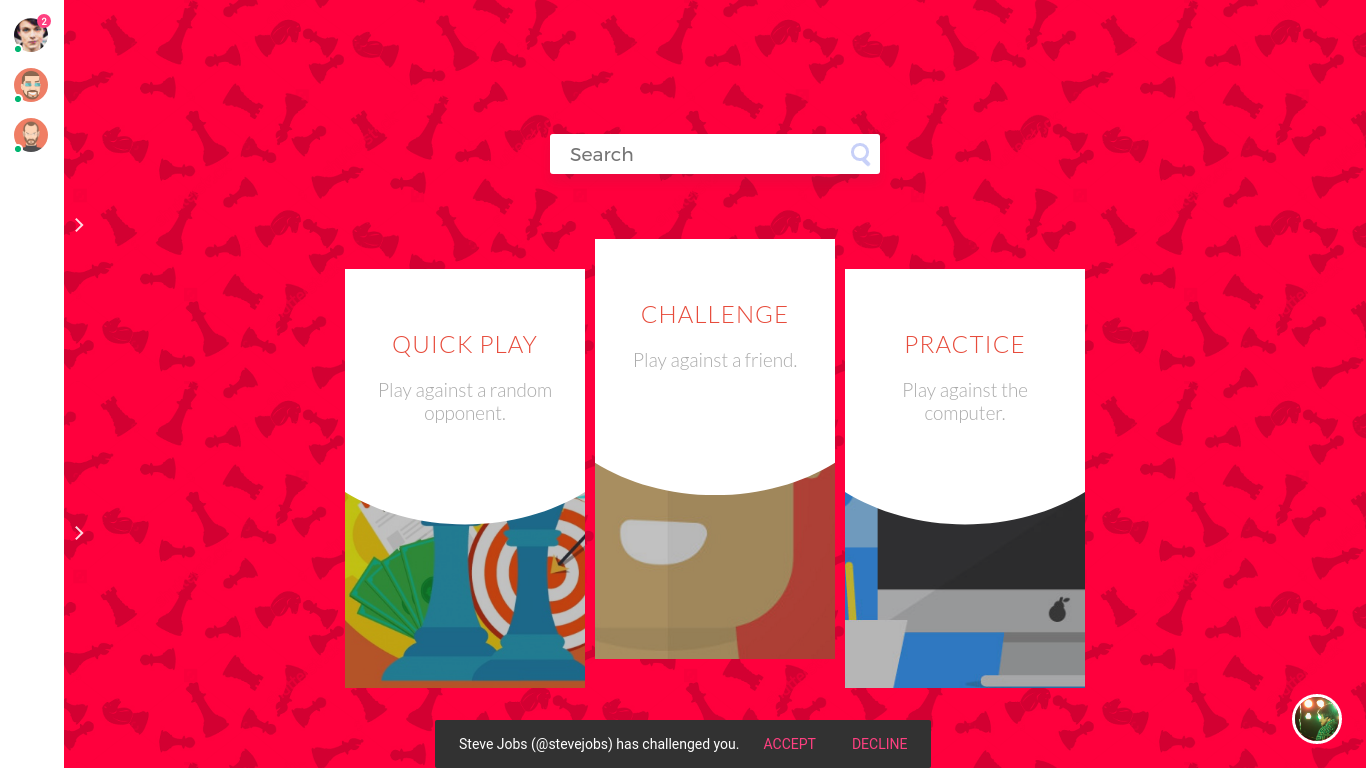 2
Search
CHALLENGE
Play against a friend.
QUICK PLAY
Play against a random
opponent.
PRACTICE
Play against the
computer.
Steve Jobs (@stevejobs) has challenged you. ACCEPT DECLINE